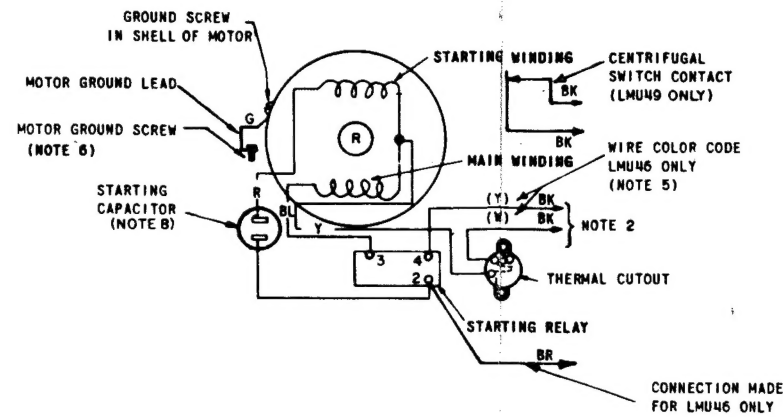 GROUND SCREW
IN SHELL OF MOTOR
STARTING WINDING
CENTRIFUGAL
SWITCH CONTACT
(LMU49 ONLY)
BK
BK
MOTOR GROUND LEAD
G
MOTOR GROUND SCREW
(NOTE 6)
R
MAIN WINDING
WIRE COLOR CODE
LMU46 ONLY
(NOTE 5)
STARTING
CAPACITOR
(NOTE 8)
R
BL
Y
(Y)
BK
(W)
BK
NOTE 2
3
4
2
THERMAL CUTOUT
STARTING RELAY
BR
CONNECTION MADE
FOR LMU46 ONLY